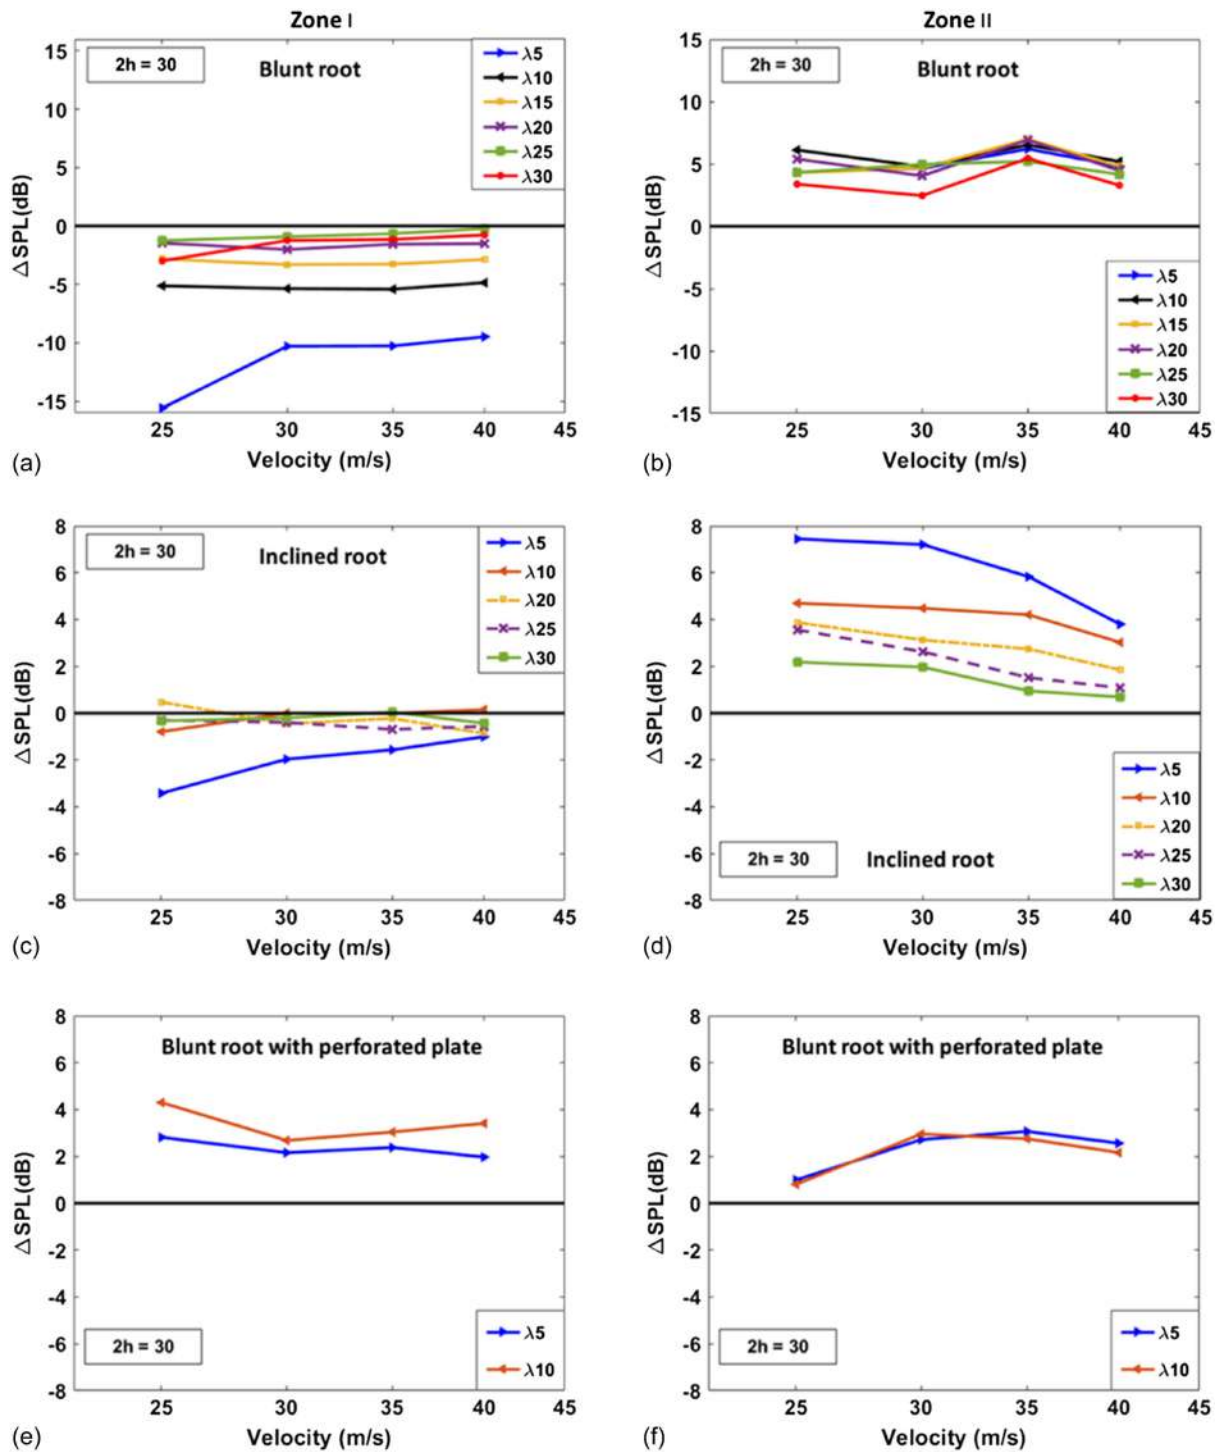 Zone I
Zone II
2h = 30
Blunt root
λ5
λ10
λ15
λ20
λ25
λ30
15
10
5
0
-5
-10
-15
ΔSPL(dB)
25 30 35 40 45
Velocity (m/s)
(a)
2h = 30
Blunt root
15
10
5
0
-5
-10
-15
ΔSPL(dB)
λ5
λ10
λ15
λ20
λ25
λ30
25 30 35 40 45
Velocity (m/s)
(b)
2h = 30
Inclined root
λ5
λ10
λ20
λ25
λ30
8
6
4
2
0
-2
-4
-6
-8
ΔSPL(dB)
25 30 35 40 45
Velocity (m/s)
(c)
8
6
4
2
0
-2
-4
-6
-8
ΔSPL(dB)
λ5
λ10
λ20
λ25
λ30
2h = 30
Inclined root
25 30 35 40 45
Velocity (m/s)
(d)
Blunt root with perforated plate
8
6
4
2
0
-2
-4
-6
-8
ΔSPL(dB)
2h = 30
λ5
λ10
25 30 35 40 45
Velocity (m/s)
(e)
Blunt root with perforated plate
8
6
4
2
0
-2
-4
-6
-8
ΔSPL(dB)
2h = 30
λ5
λ10
25 30 35 40 45
Velocity (m/s)
(f)